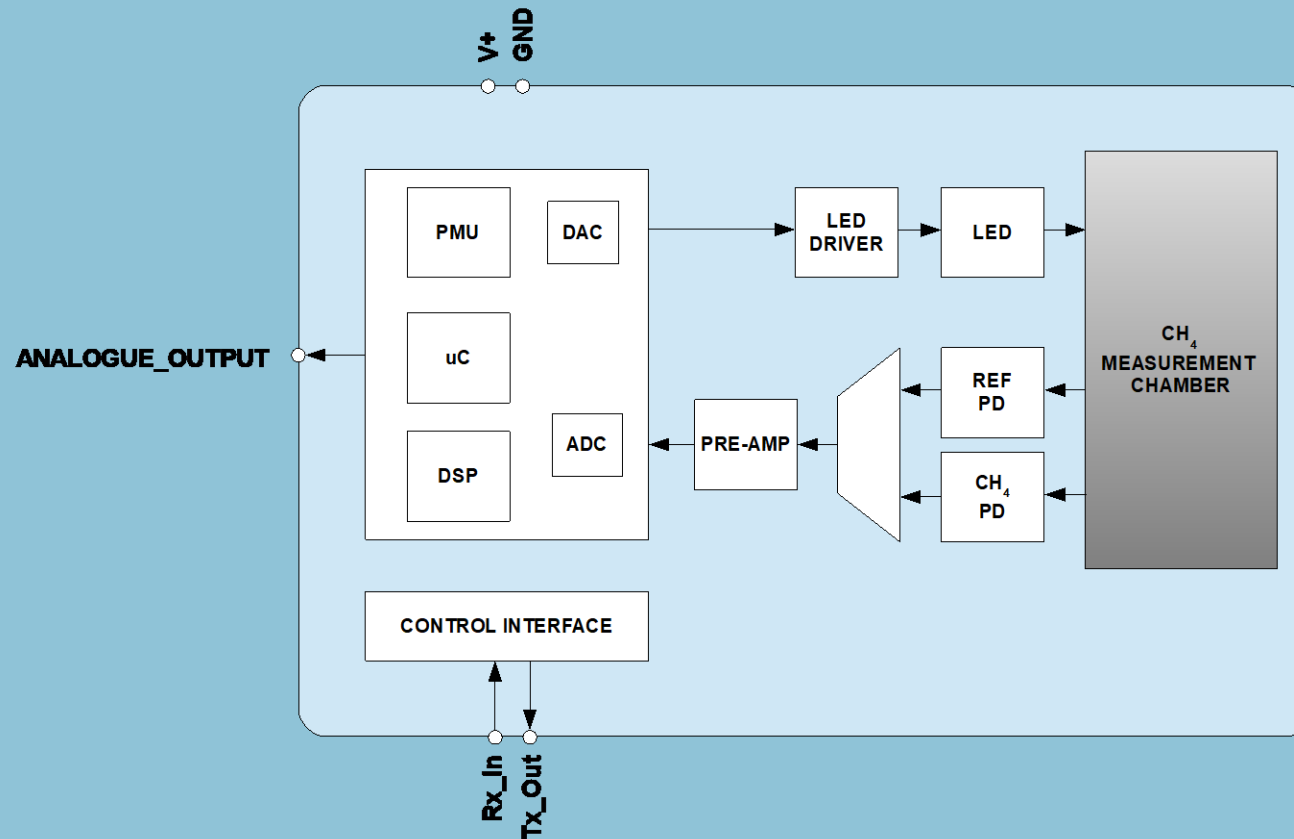 V+
GND
PMU
DAC
LED
DRIVER
LED
CH₄
MEASUREMENT
CHAMBER
ANALOGUE_OUTPUT
uC
REF
PD
DSP
ADC
PRE-AMP
CH₄
PD
CONTROL INTERFACE
Rx_In
Tx_Out